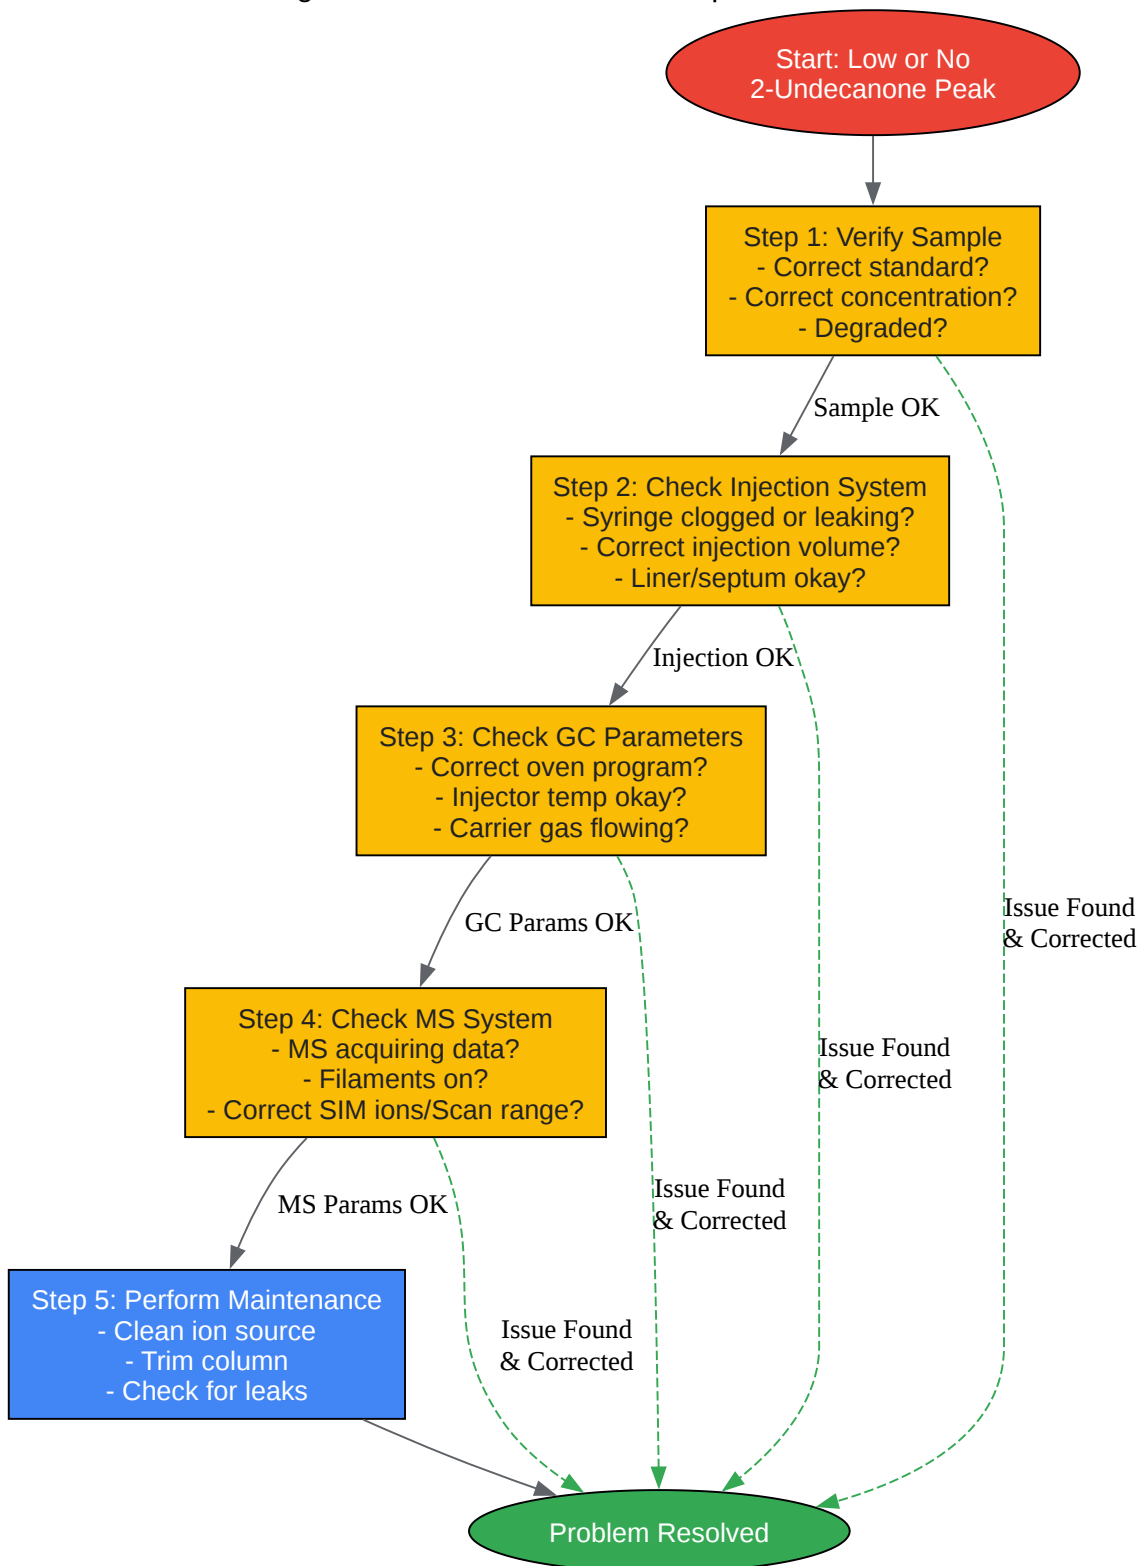 Start: Low or No
2-Undecanone Peak
Step 1: Verify Sample
- Correct standard?
- Correct concentration?
- Degraded?
Sample OK
Step 2: Check Injection System
- Syringe clogged or leaking?
- Correct injection volume?
- Liner/septum okay?
Injection OK
Step 3: Check GC Parameters
- Correct oven program?
- Injector temp okay?
- Carrier gas flowing?
GC Params OK
Issue Found
& Corrected
Step 4: Check MS System
- MS acquiring data?
- Filaments on?
- Correct SIM ions/Scan range?
Issue Found
& Corrected
MS Params OK
Issue Found
& Corrected
Step 5: Perform Maintenance
- Clean ion source
- Trim column
- Check for leaks
Issue Found
& Corrected
Problem Resolved